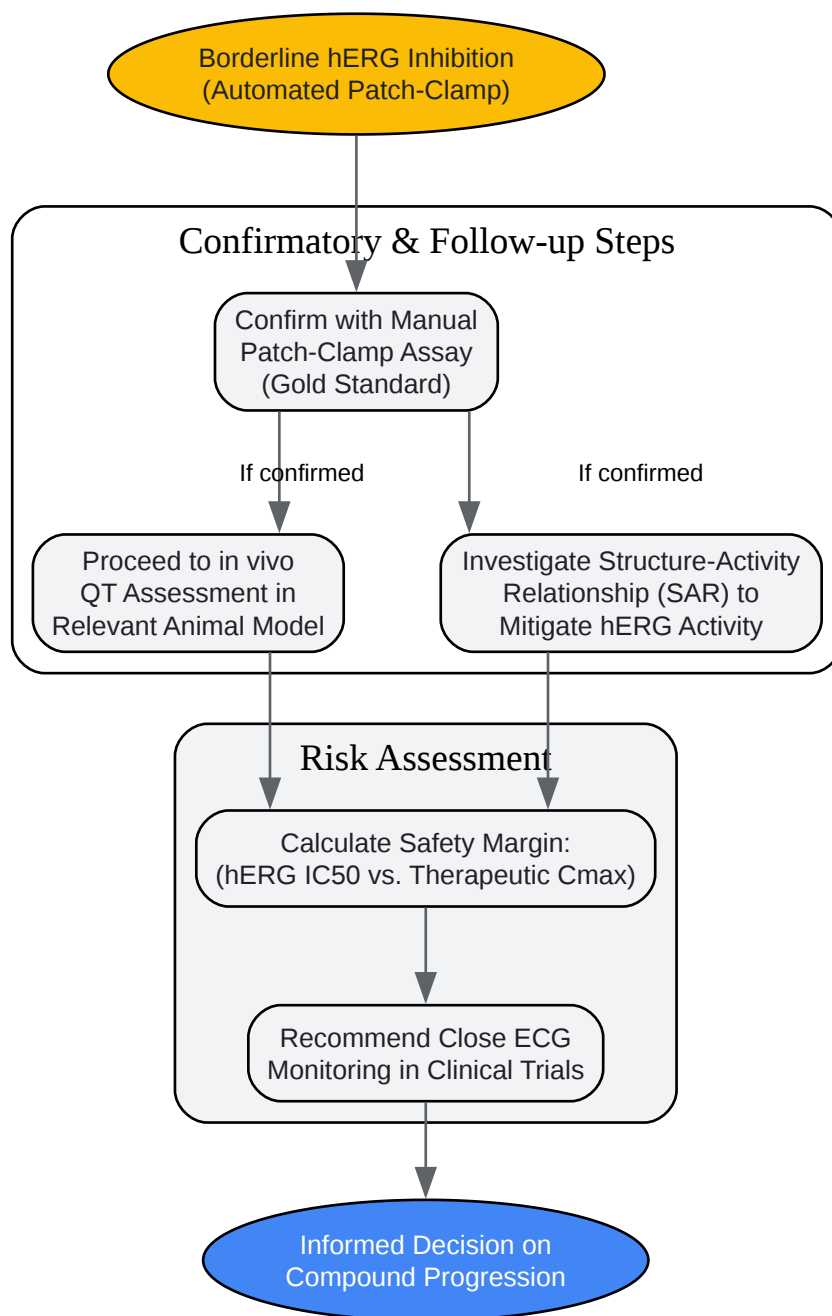 Borderline hERG Inhibition
(Automated Patch-Clamp)
Confirmatory & Follow-up Steps
Confirm with Manual
Patch-Clamp Assay
(Gold Standard)
If confirmed
If confirmed
Proceed to in vivo
QT Assessment in
Relevant Animal Model
Investigate Structure-Activity
Relationship (SAR) to
Mitigate hERG Activity
Risk Assessment
Calculate Safety Margin:
(hERG IC50 vs. Therapeutic Cmax)
Recommend Close ECG
Monitoring in Clinical Trials
Informed Decision on
Compound Progression